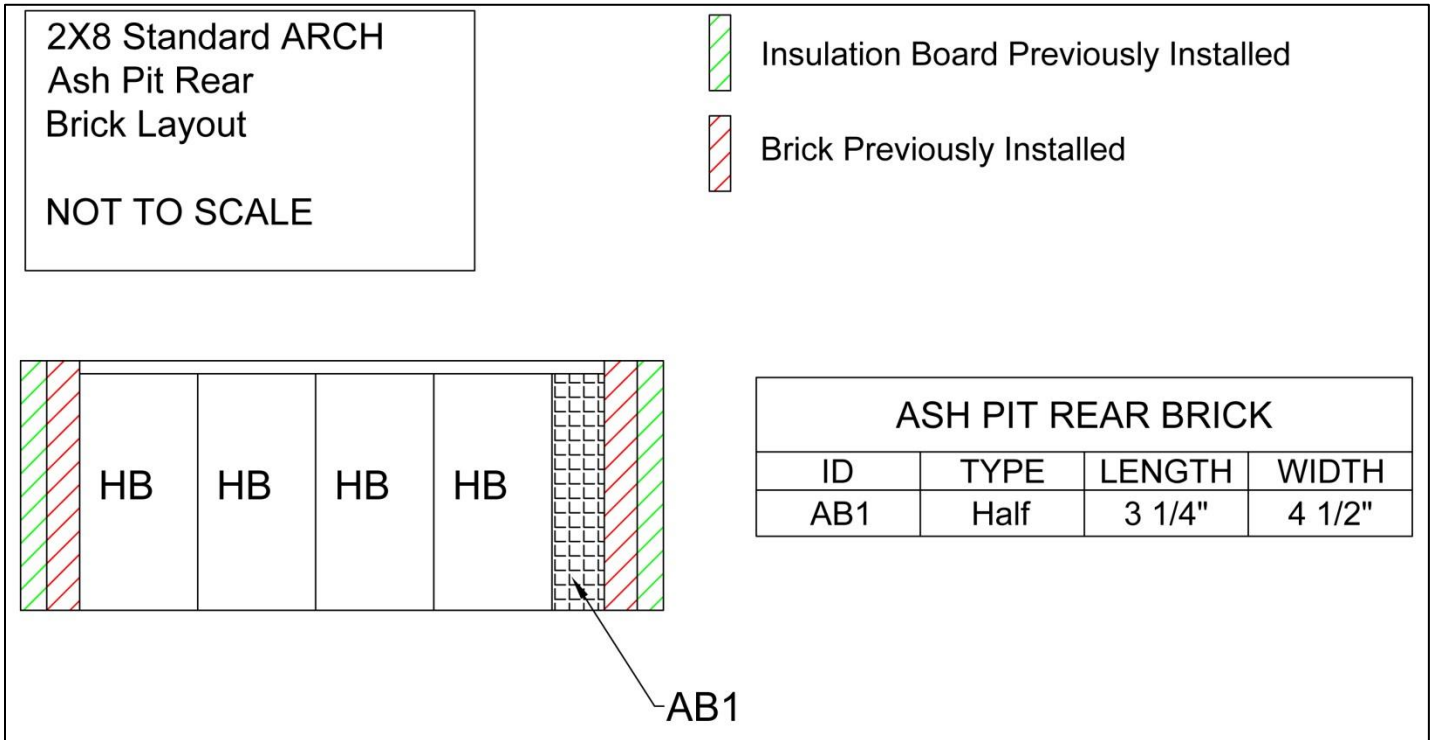 2X8 Standard ARCH
Ash Pit Rear
Brick Layout
NOT TO SCALE
Insulation Board Previously Installed
Brick Previously Installed
HB HB HB HB
AB1
ASH PIT REAR BRICK
ID TYPE LENGTH WIDTH
AB1 Half 3 1/4" 4 1/2"